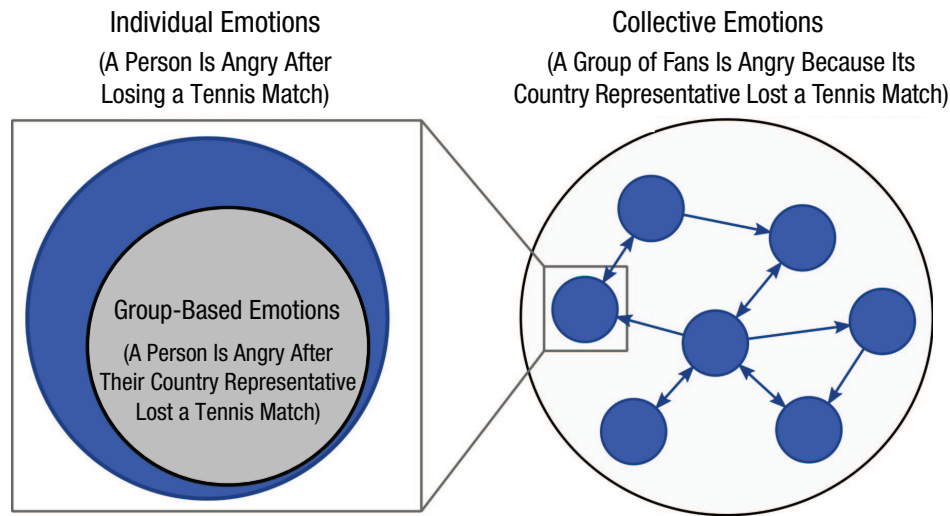 Individual Emotions
(A Person Is Angry After
Losing a Tennis Match)
Collective Emotions
(A Group of Fans Is Angry Because Its
Country Representative Lost a Tennis Match)
Group-Based Emotions
(A Person Is Angry After
Their Country Representative
Lost a Tennis Match)